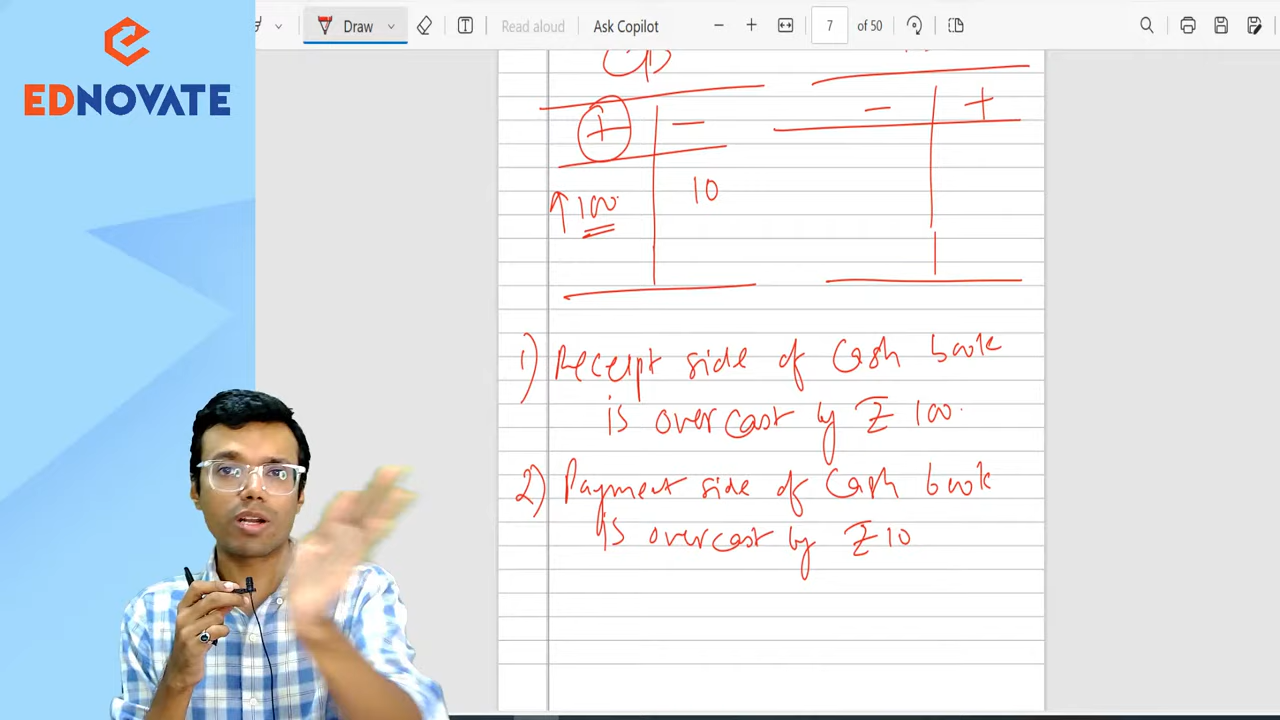 Draw
Read aloud
Ask Copilot
7
of 50
EDNOVATE
CB
+
-
-
+
↑100
10
1) Receipt side of Cash book
is overcast by ₹ 100.
2) Payment side of Cash book
is overcast by ₹10